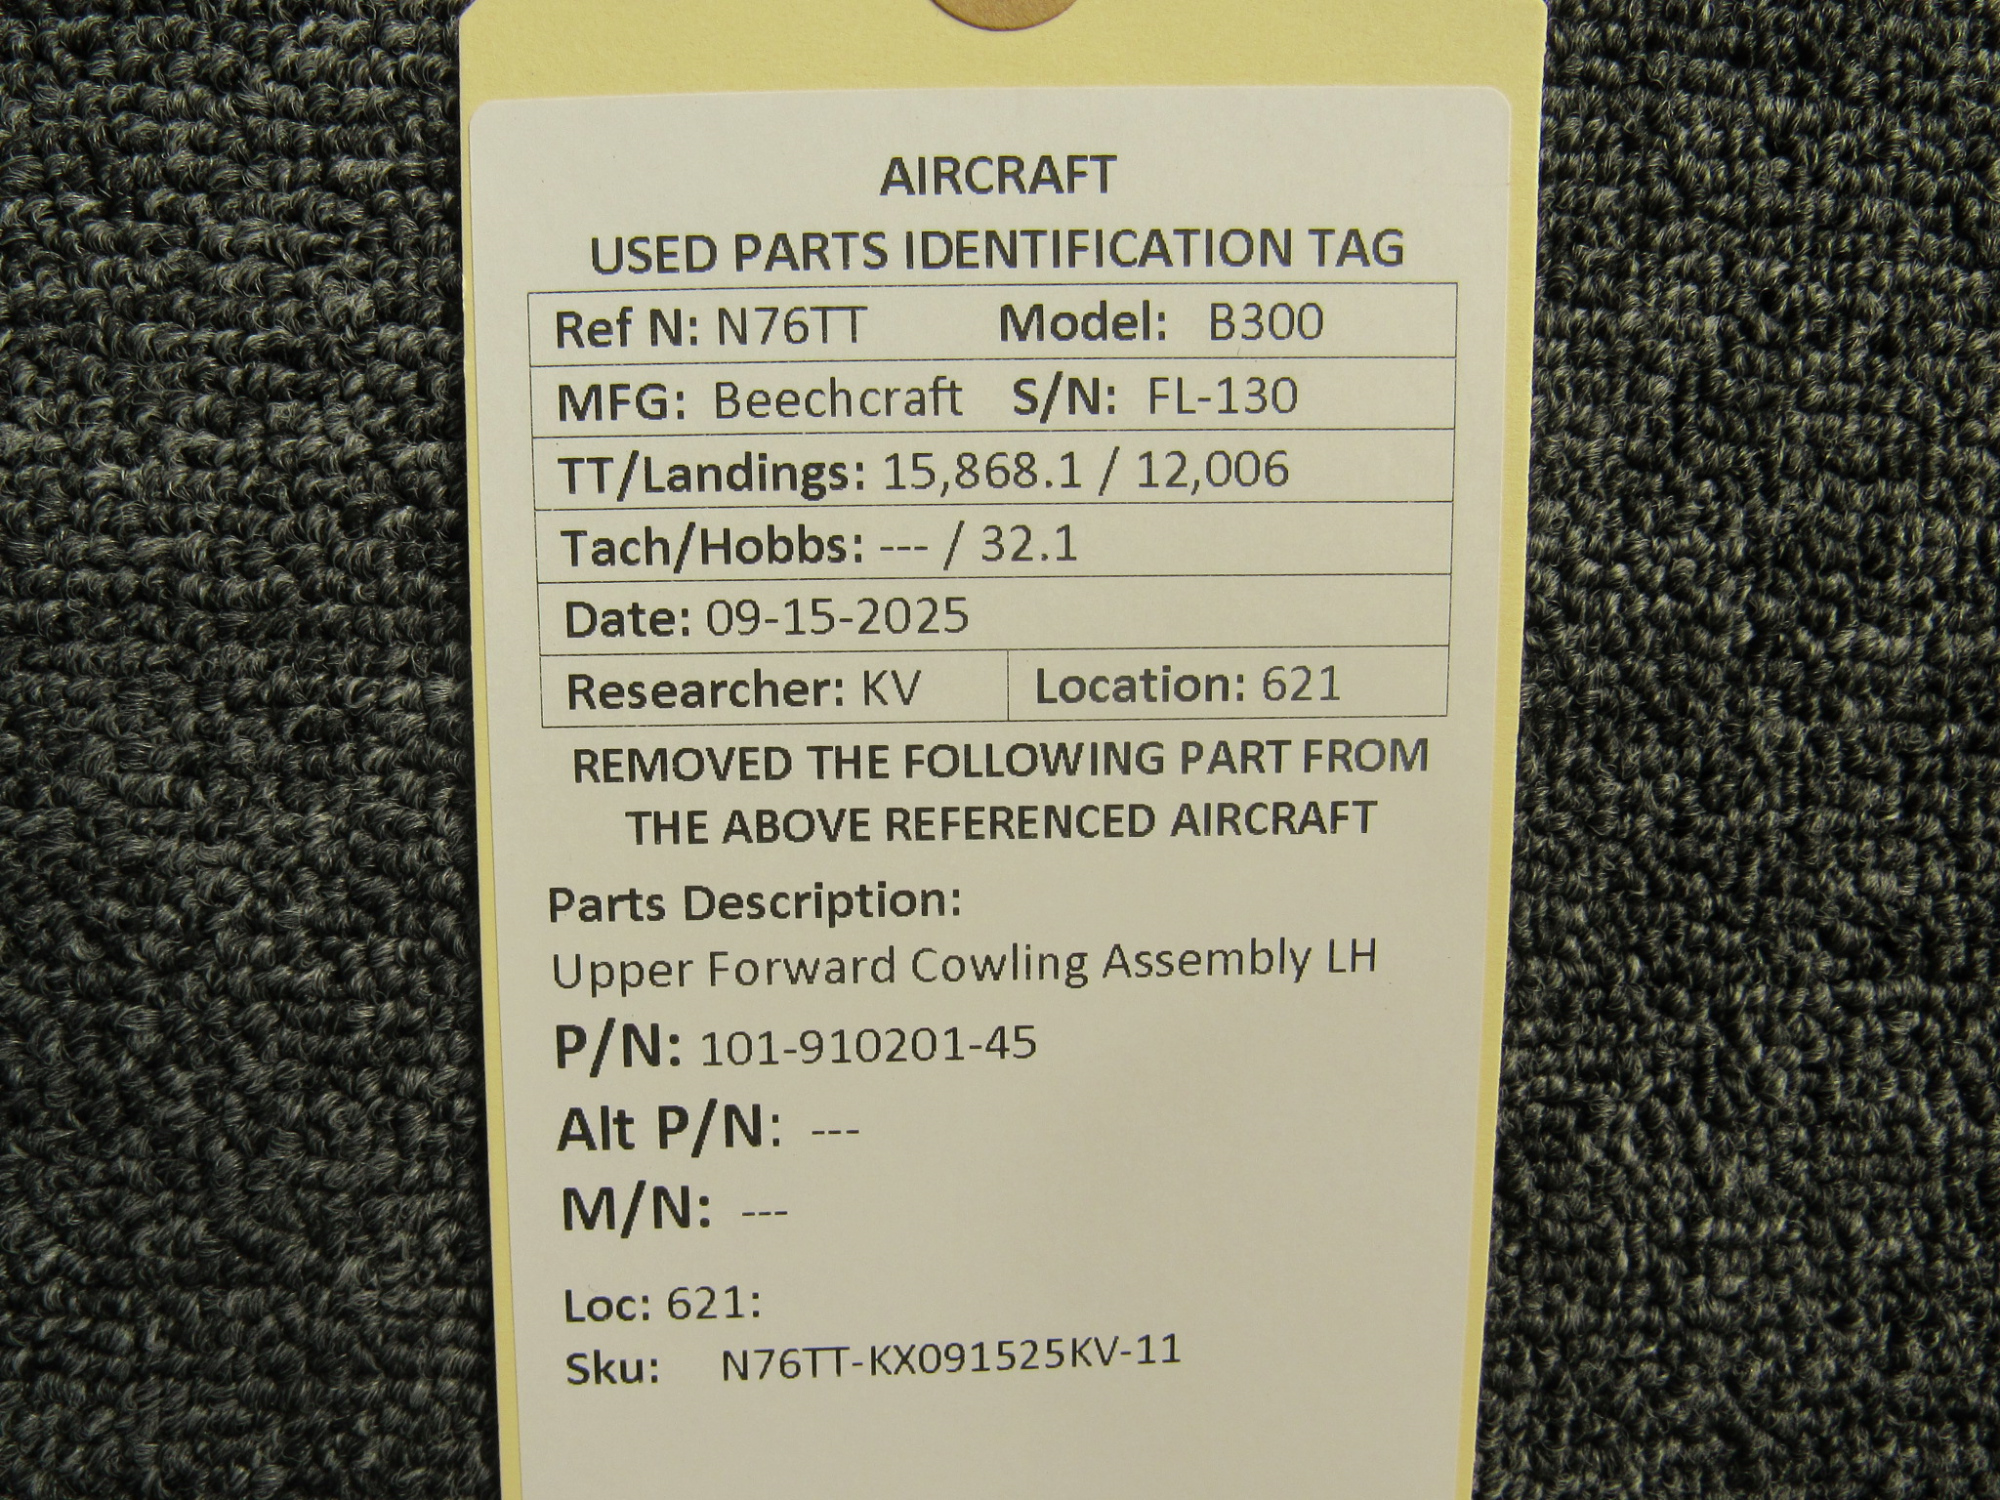 AIRCRAFT
USED PARTS IDENTIFICATION TAG
Ref N: N76TT Model: B300
MFG: Beechcraft S/N: FL-130
TT/Landings: 15,868.1 / 12,006
Tach/Hobbs: --- / 32.1
Date: 09-15-2025
Researcher: KV Location: 621
REMOVED THE FOLLOWING PART FROM
THE ABOVE REFERENCED AIRCRAFT
Parts Description:
Upper Forward Cowling Assembly LH
P/N: 101-910201-45
Alt P/N: ---
M/N: ---
Loc: 621:
Sku: N76TT-KX091525KV-11